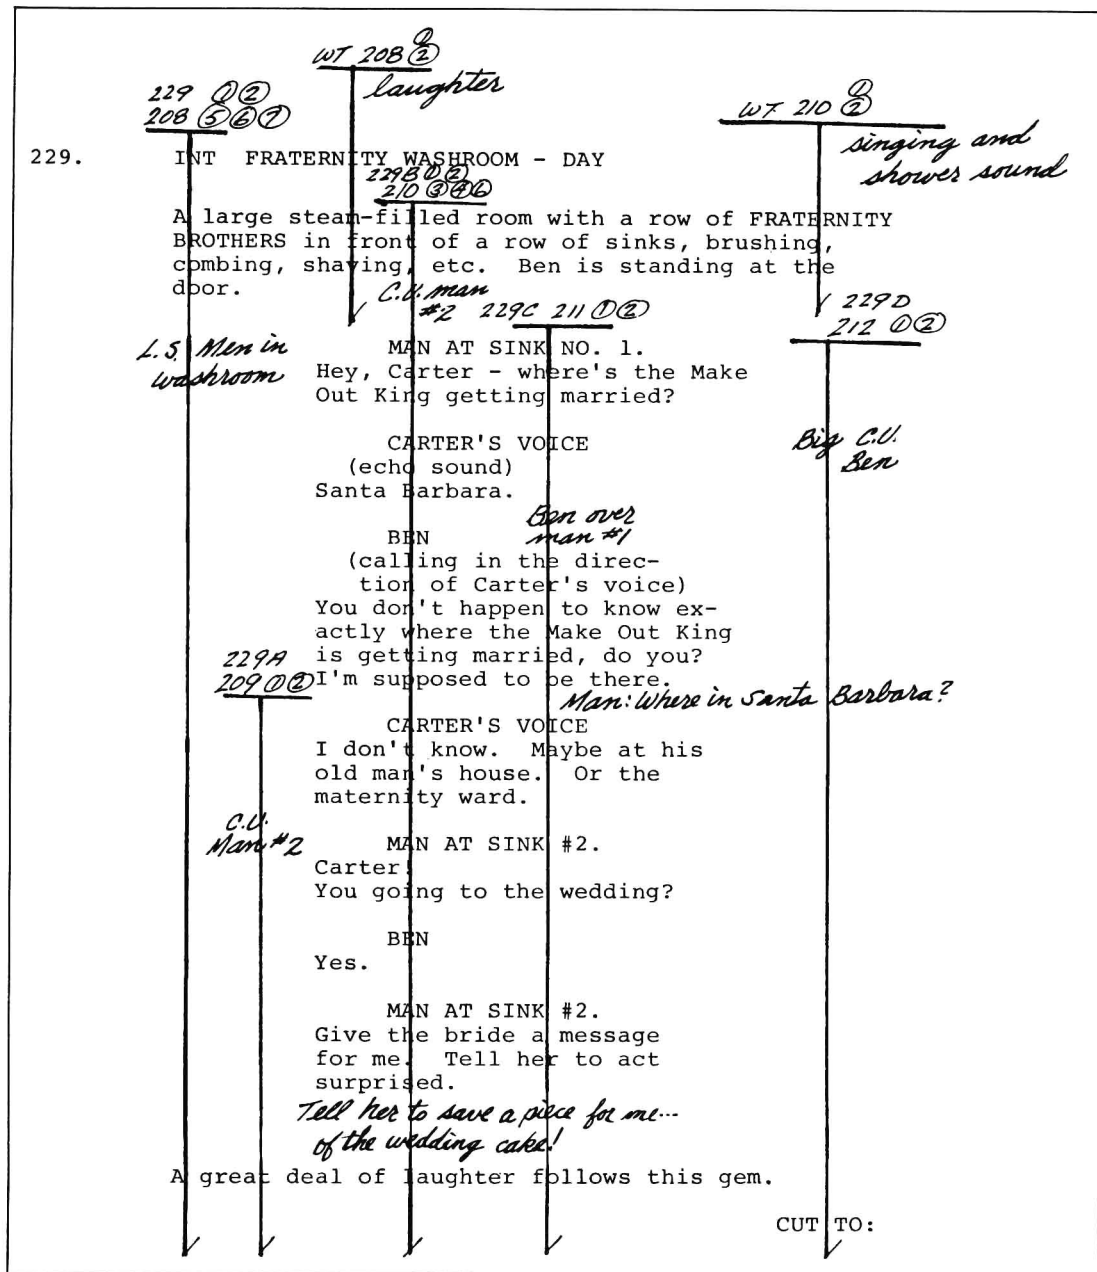 WT 208 ① ②
laughter
229 ① ②
208 ⑤ ⑥ ⑦
WT 210 ① ②
singing and
shower sound
229. INT FRATERNITY WASHROOM - DAY
229B ① ②
210 ③ ④ ⑥
A large steam-filled room with a row of FRATERNITY
BROTHERS in front of a row of sinks, brushing,
combing, shaving, etc. Ben is standing at the
door.
C.U. man
#2
229C 211 ① ②
229D
212 ① ②
L.S. Men in
washroom
MAN AT SINK NO. 1.
Hey, Carter - where's the Make
Out King getting married?
CARTER'S VOICE
(echo sound)
Santa Barbara.
Big C.U.
Ben
Ben over
man #1
BEN
(calling in the direc-
tion of Carter's voice)
You don't happen to know ex-
actly where the Make Out King
is getting married, do you?
I'm supposed to be there.
229A
209 ① ②
Man: Where in Santa Barbara?
CARTER'S VOICE
I don't know. Maybe at his
old man's house. Or the
maternity ward.
C.U.
Man #2
MAN AT SINK #2.
Carter!
You going to the wedding?
BEN
Yes.
MAN AT SINK #2.
Give the bride a message
for me. Tell her to act
surprised.
Tell her to save a piece for me...
of the wedding cake!
A great deal of laughter follows this gem.
CUT TO: